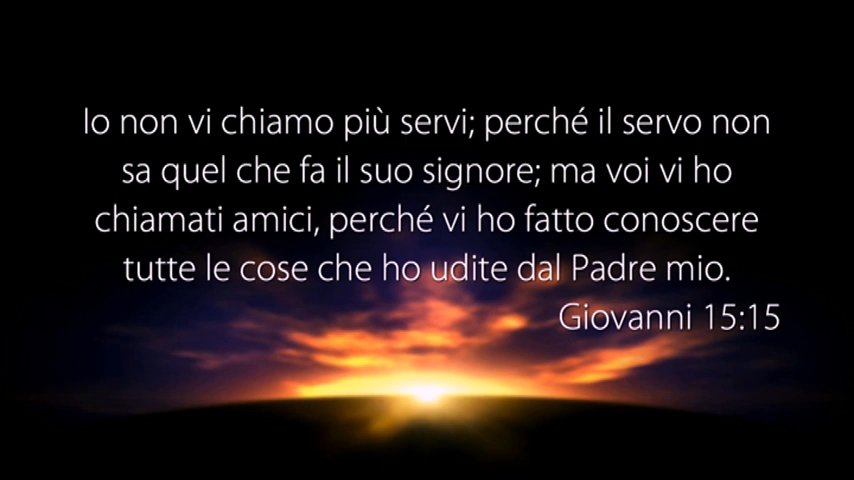 Io non vi chiamo più servi; perché il servo non
sa quel che fa il suo signore; ma voi vi ho
chiamati amici, perché vi ho fatto conoscere
tutte le cose che ho udite dal Padre mio.
Giovanni 15:15